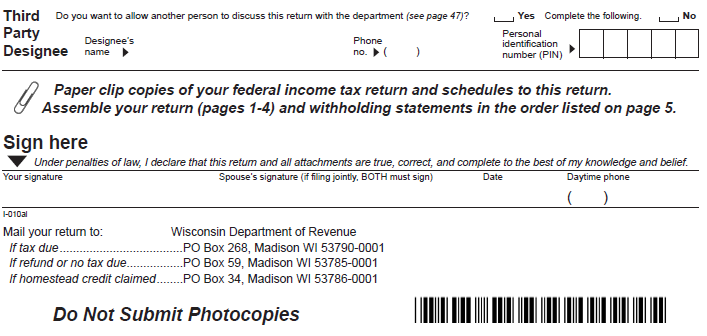 Third Party Designee
Do you want to allow another person to discuss this return with the department (see page 47)? Yes Complete the following. No
Designee's name
Phone no. ( )
Personal identification number (PIN)
Paper clip copies of your federal income tax return and schedules to this return.
Assemble your return (pages 1-4) and withholding statements in the order listed on page 5.
Sign here
Under penalties of law, I declare that this return and all attachments are true, correct, and complete to the best of my knowledge and belief.
Your signature Spouse's signature (if filing jointly, BOTH must sign) Date Daytime phone
( )
I-010ai
Mail your return to: Wisconsin Department of Revenue
If tax due....................................PO Box 268, Madison WI 53790-0001
If refund or no tax due.................PO Box 59, Madison WI 53785-0001
If homestead credit claimed........PO Box 34, Madison WI 53786-0001
Do Not Submit Photocopies